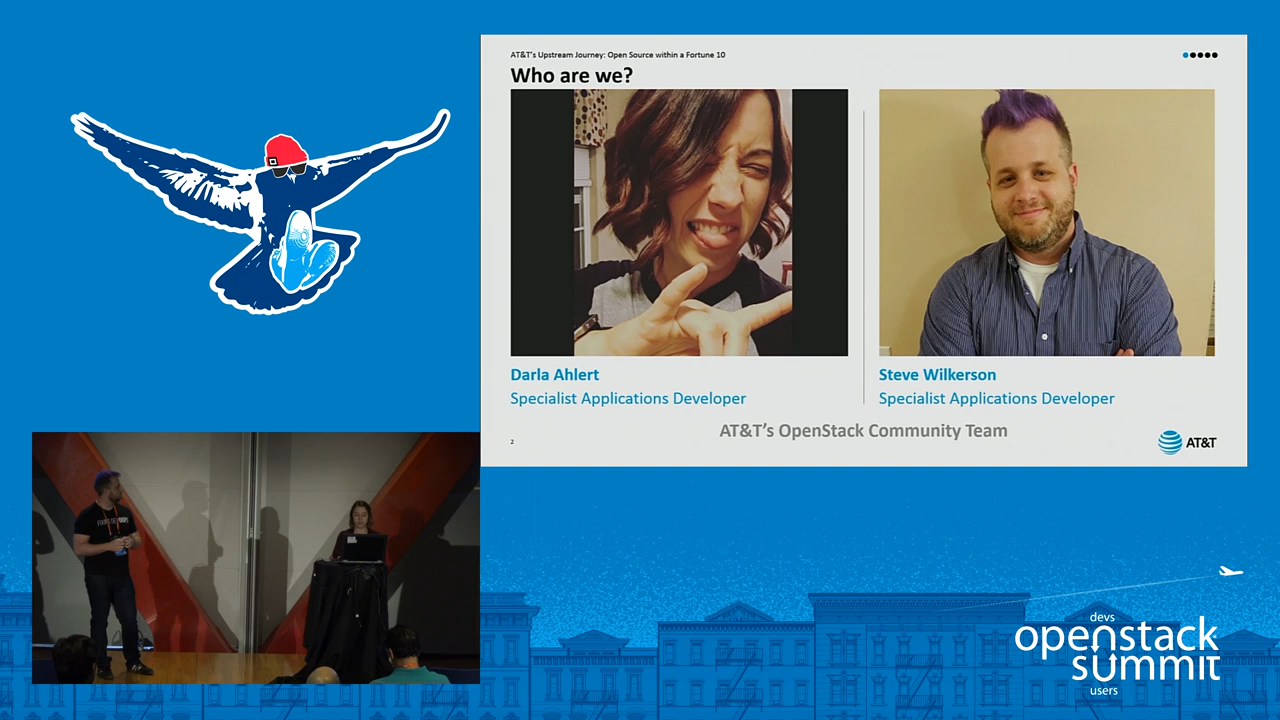 AT&T's Upstream Journey: Open Source within a Fortune 10
Who are we?
Darla Ahlert
Specialist Applications Developer
Steve Wilkerson
Specialist Applications Developer
AT&T's OpenStack Community Team
2
AT&T
devs
openstack
summit
users